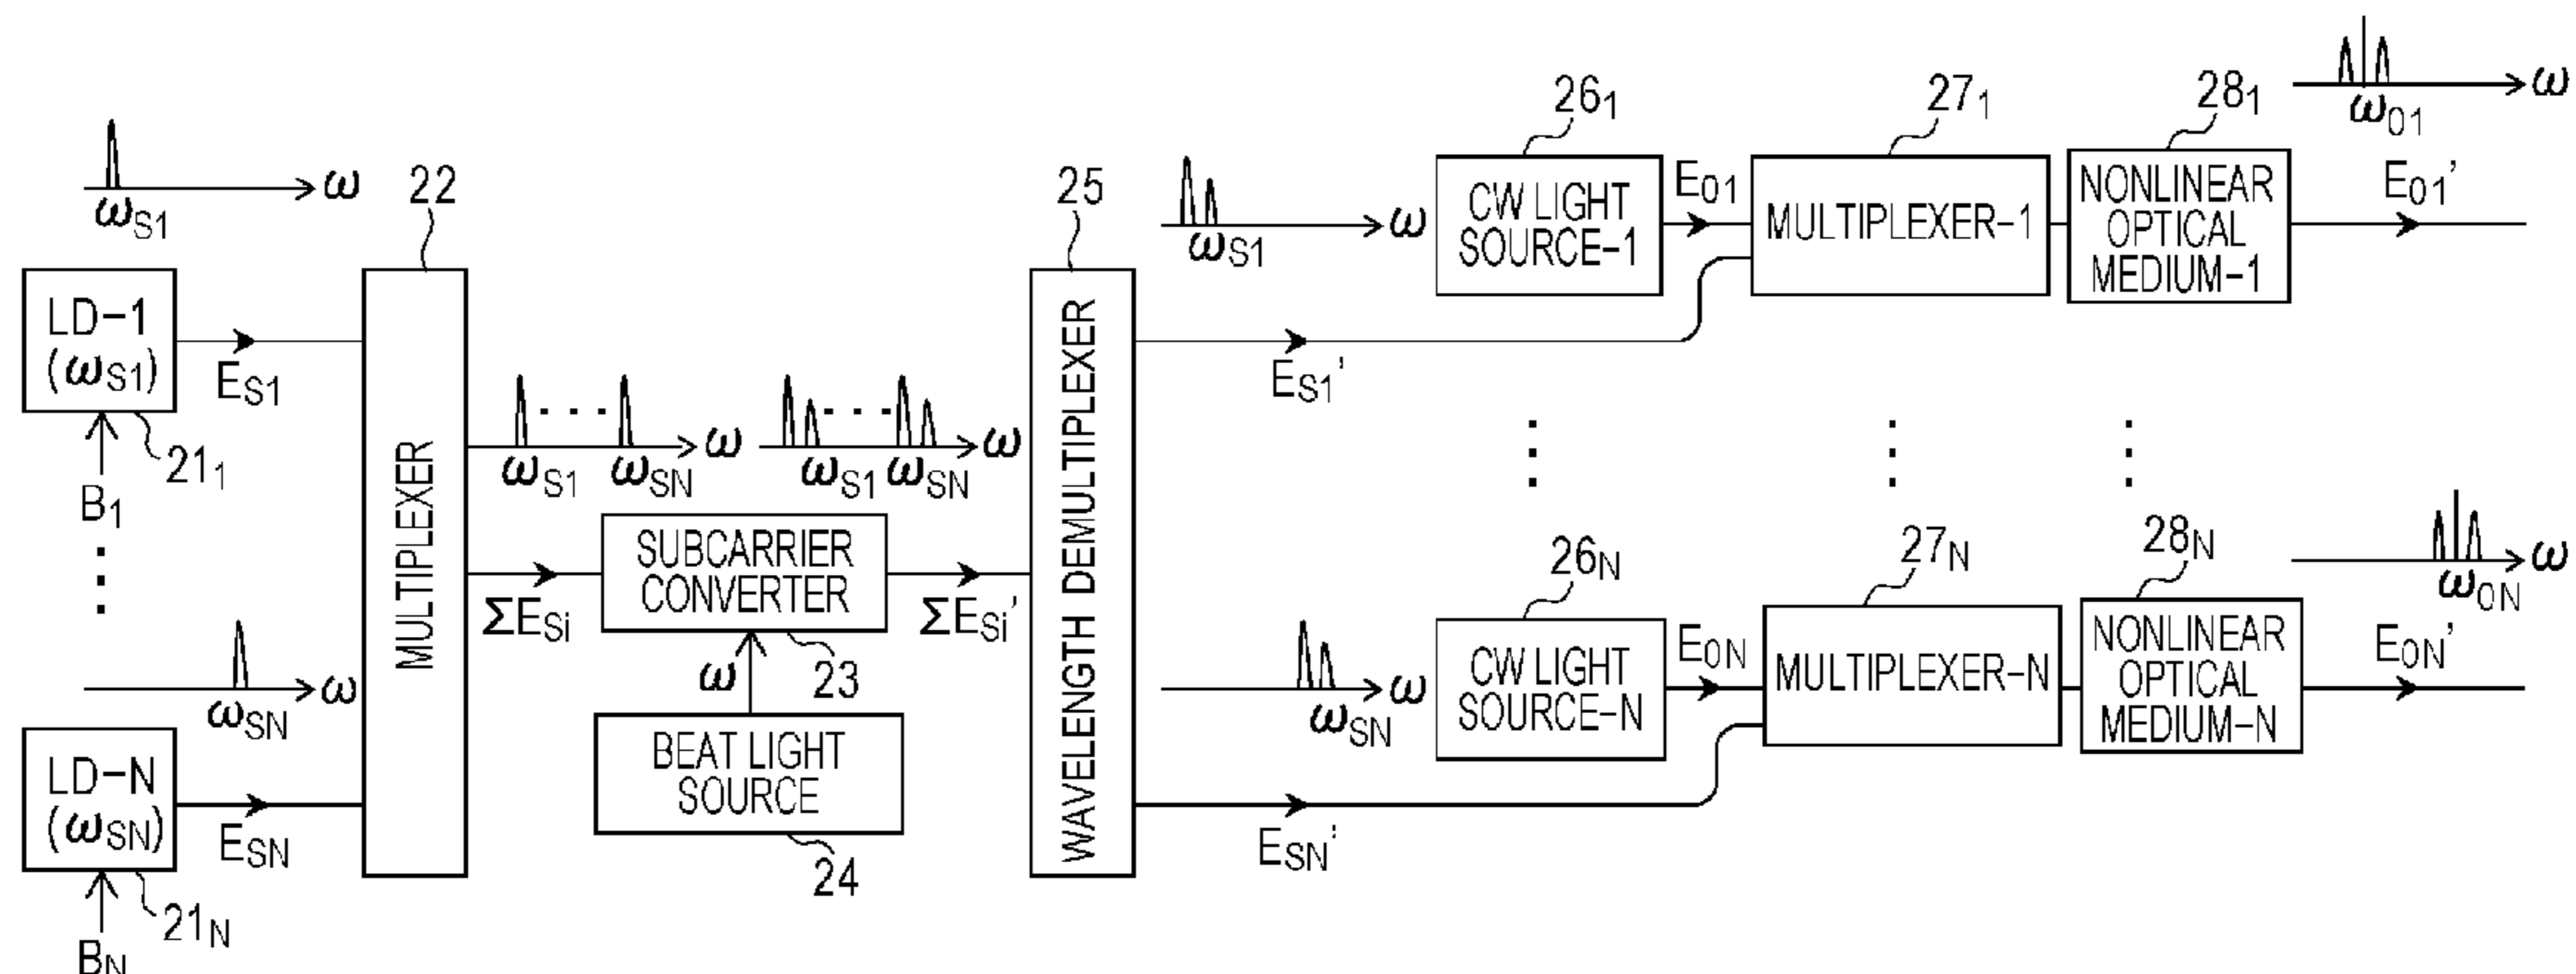 ω
ωS1
LD-1
(ωS1)
ES1
B1
211
ω
ωSN
LD-N
(ωSN)
ESN
BN
21N
22
MULTIPLEXER
ω
ωS1 ωSN
ω
ωS1 ωSN
ΣESi
SUBCARRIER
CONVERTER
23
ΣESi'
ω
BEAT LIGHT
SOURCE
24
25
WAVELENGTH DEMULTIPLEXER
ω
ωS1
ES1'
261
CW LIGHT
SOURCE-1
E01
271
MULTIPLEXER-1
281
NONLINEAR
OPTICAL
MEDIUM-1
ω
ω01
E01'
ω
ωSN
ESN'
26N
CW LIGHT
SOURCE-N
E0N
27N
MULTIPLEXER-N
28N
NONLINEAR
OPTICAL
MEDIUM-N
ω
ω0N
E0N'